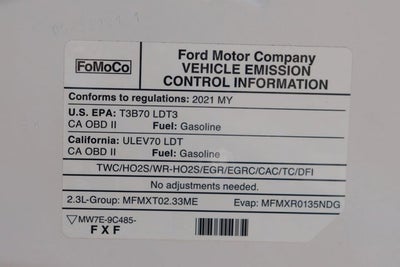 FoMoCo
Ford Motor Company
VEHICLE EMISSION
CONTROL INFORMATION
Conforms to regulations: 2021 MY
U.S. EPA: T3B70 LDT3
CA OBD II Fuel: Gasoline
California: ULEV70 LDT
CA OBD II Fuel: Gasoline
TWC/HO2S/WR-HO2S/EGR/EGRC/CAC/TC/DFI
No adjustments needed.
2.3L-Group: MFMXT02.33ME Evap: MFMXR0135NDG
MW7E-9C485-
FXF